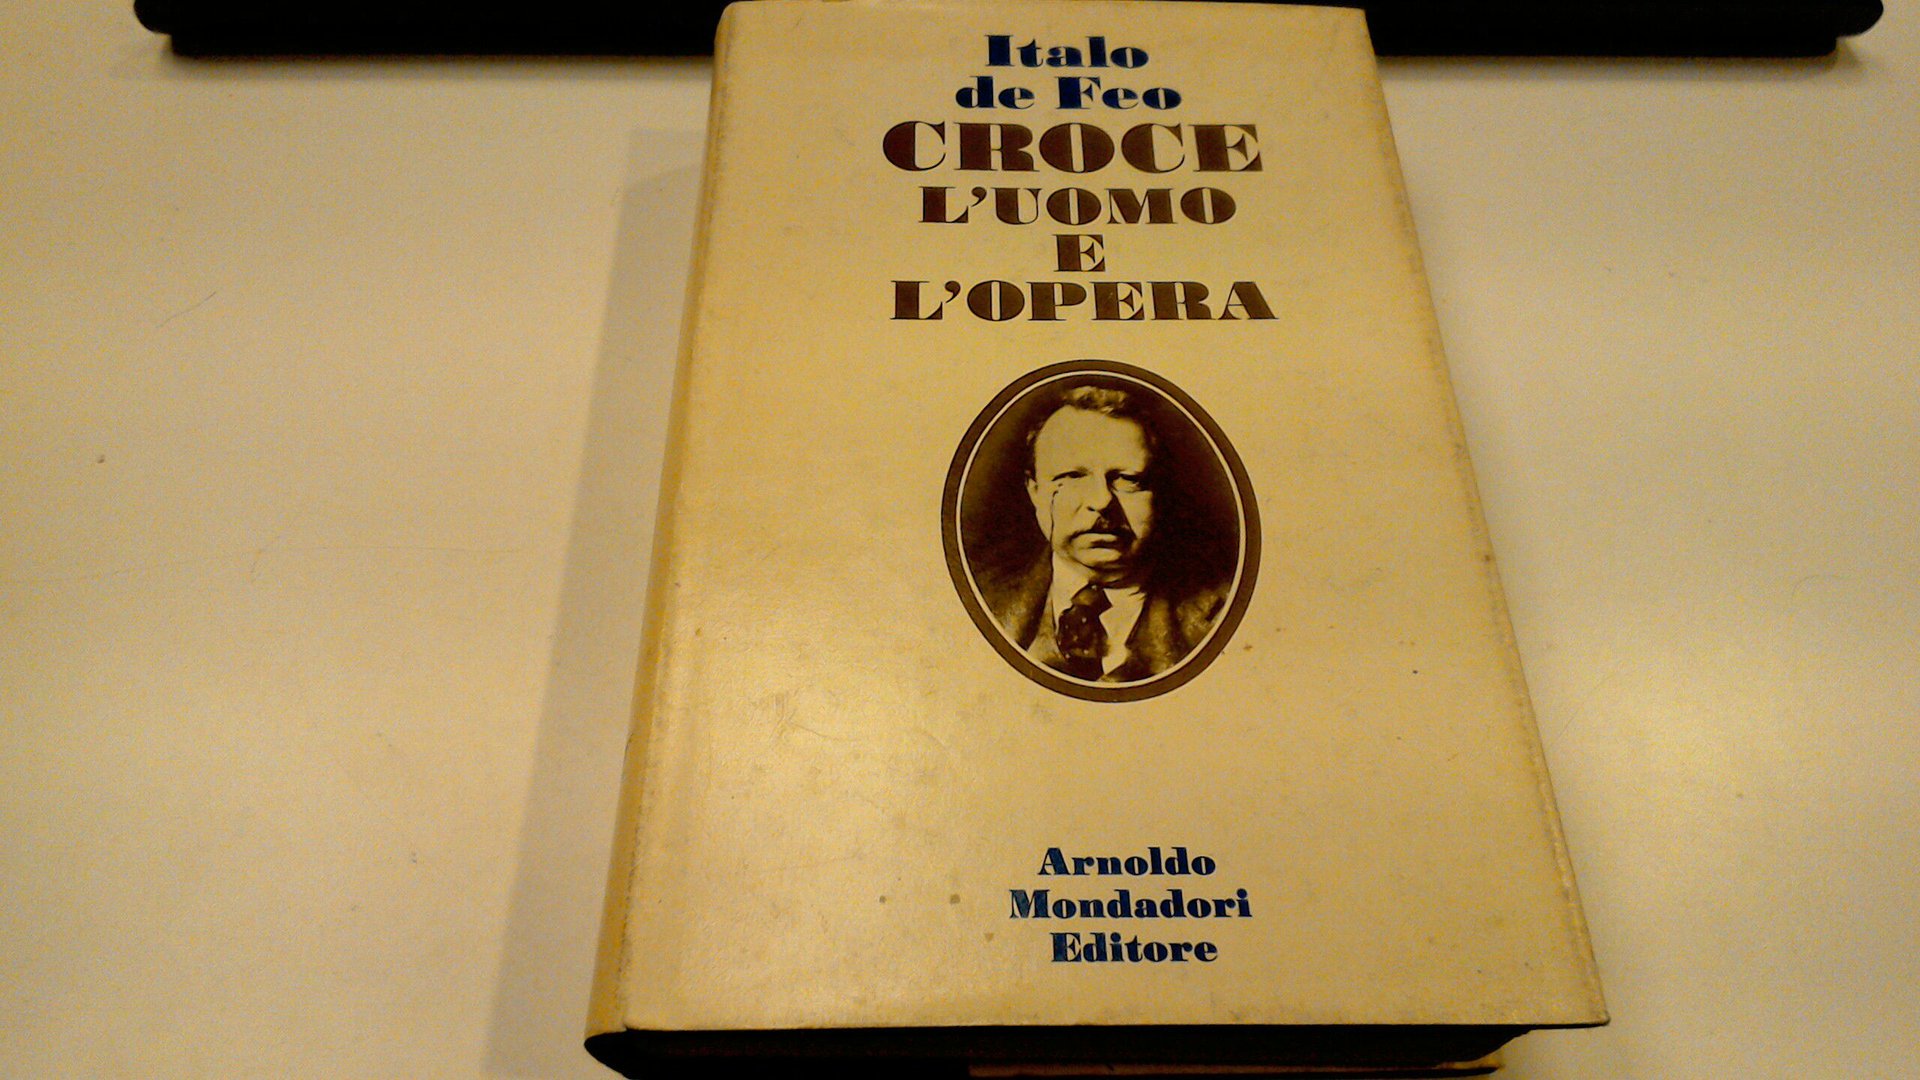 Italo
de Feo
CROCE
L'UOMO
E
L'OPERA
Arnoldo
Mondadori
Editore